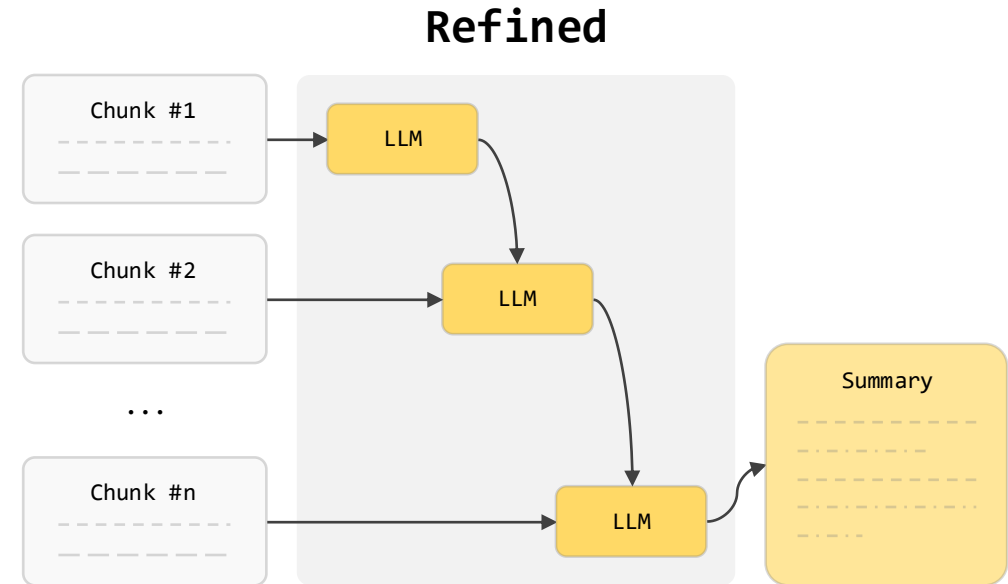 Refined
Chunk #1
LLM
Chunk #2
LLM
...
Summary
Chunk #n
LLM